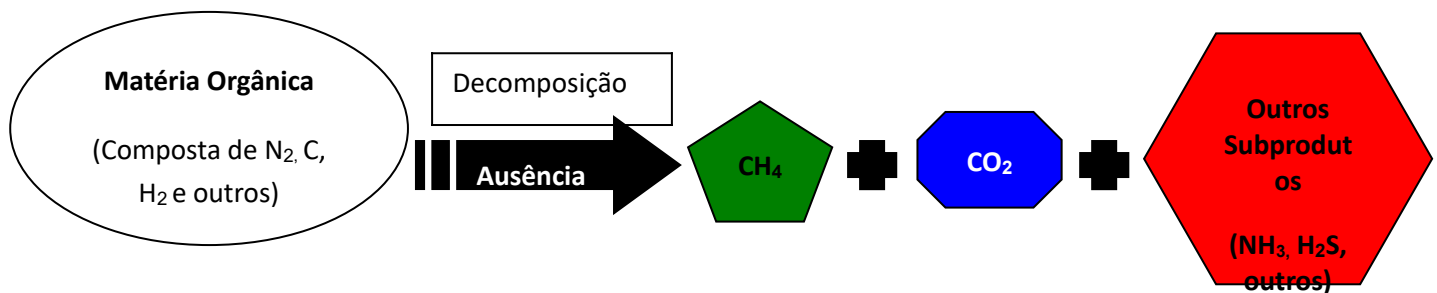 Matéria Orgânica
(Composta de N₂, C,
H₂ e outros)
Decomposição
Ausência
CH₄
CO₂
Outros
Subprodut
os
(NH₃, H₂S,
outros)